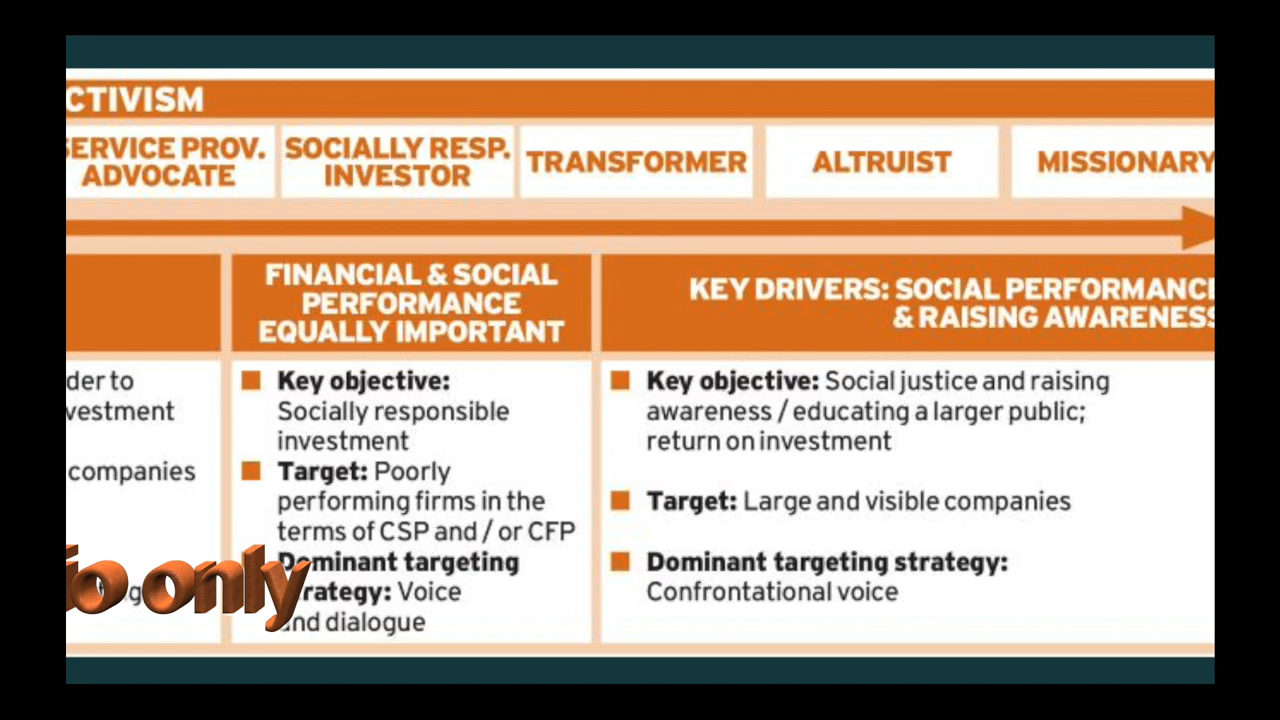 CTIVISM
SERVICE PROV.
ADVOCATE
SOCIALLY RESP.
INVESTOR
TRANSFORMER
ALTRUIST
MISSIONARY
FINANCIAL & SOCIAL
PERFORMANCE
EQUALLY IMPORTANT
KEY DRIVERS: SOCIAL PERFORMANCE
& RAISING AWARENESS
der to
vestment
companies
Key objective:
Socially responsible
investment
Target: Poorly
performing firms in the
terms of CSP and / or CFP
Dominant targeting
trategy: Voice
and dialogue
Key objective: Social justice and raising
awareness / educating a larger public;
return on investment
Target: Large and visible companies
Dominant targeting strategy:
Confrontational voice
io only